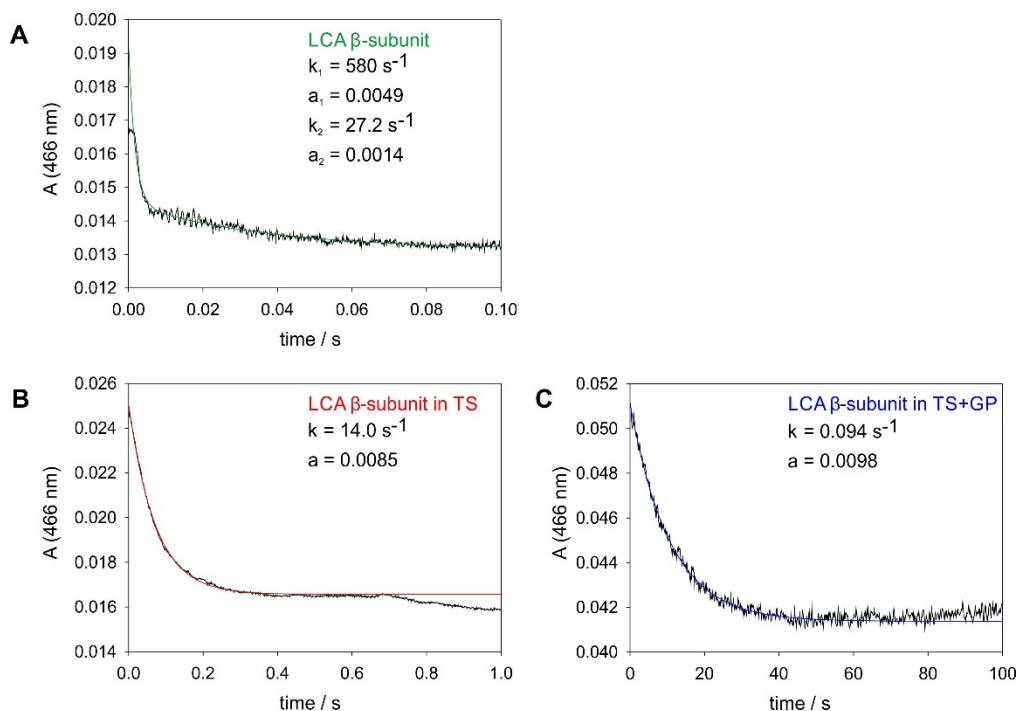 A
LCA β-subunit
k₁ = 580 s⁻¹
a₁ = 0.0049
k₂ = 27.2 s⁻¹
a₂ = 0.0014
A (466 nm)
0.020
0.019
0.018
0.017
0.016
0.015
0.014
0.013
0.012
0.00 0.02 0.04 0.06 0.08 0.10
time / s
B
LCA β-subunit in TS
k = 14.0 s⁻¹
a = 0.0085
A (466 nm)
0.026
0.024
0.022
0.020
0.018
0.016
0.014
0.0 0.2 0.4 0.6 0.8 1.0
time / s
C
LCA β-subunit in TS+GP
k = 0.094 s⁻¹
a = 0.0098
A (466 nm)
0.052
0.050
0.048
0.046
0.044
0.042
0.040
0 20 40 60 80 100
time / s